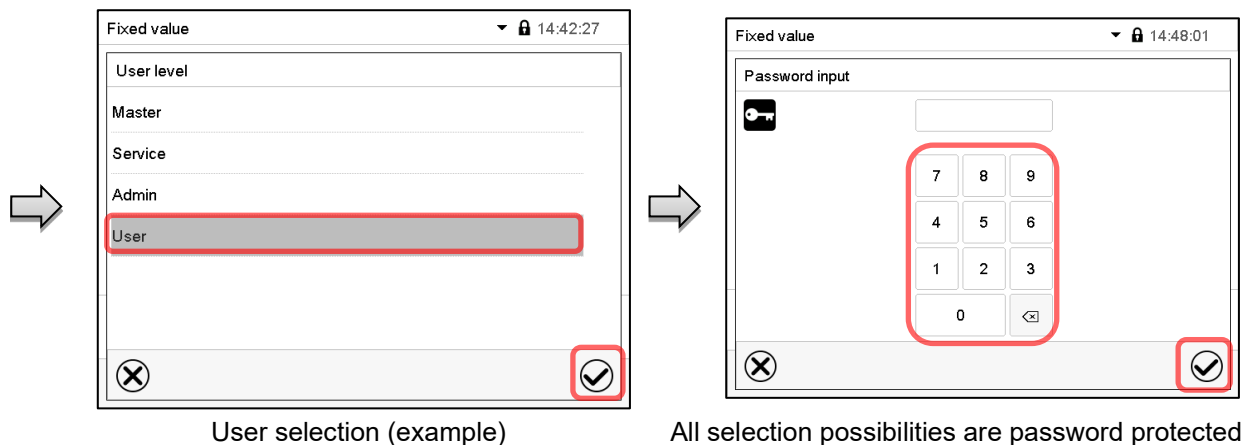 Fixed value 14:42:27
User level
Master
Service
Admin
User
User selection (example)
Fixed value 14:48:01
Password input
7 8 9
4 5 6
1 2 3
0
All selection possibilities are password protected